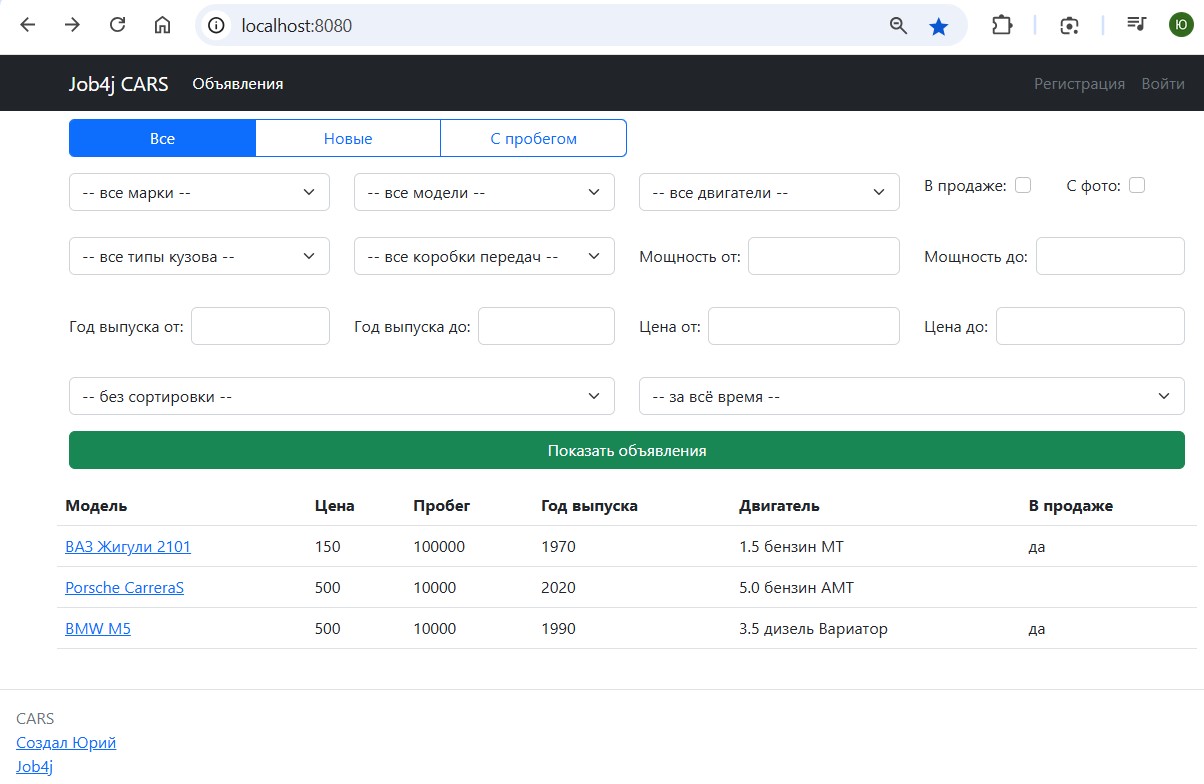 localhost:8080
Ю
Job4j CARS Объявления Регистрация Войти
Все Новые С пробегом
-- все марки -- -- все модели -- -- все двигатели -- В продаже: С фото:
-- все типы кузова -- -- все коробки передач -- Мощность от: Мощность до:
Год выпуска от: Год выпуска до: Цена от: Цена до:
-- без сортировки -- -- за всё время --
Показать объявления
Модель Цена Пробег Год выпуска Двигатель В продаже
ВАЗ Жигули 2101 150 100000 1970 1.5 бензин МТ да
Porsche CarreraS 500 10000 2020 5.0 бензин АМТ
BMW M5 500 10000 1990 3.5 дизель Вариатор да
CARS
Создал Юрий
Job4j